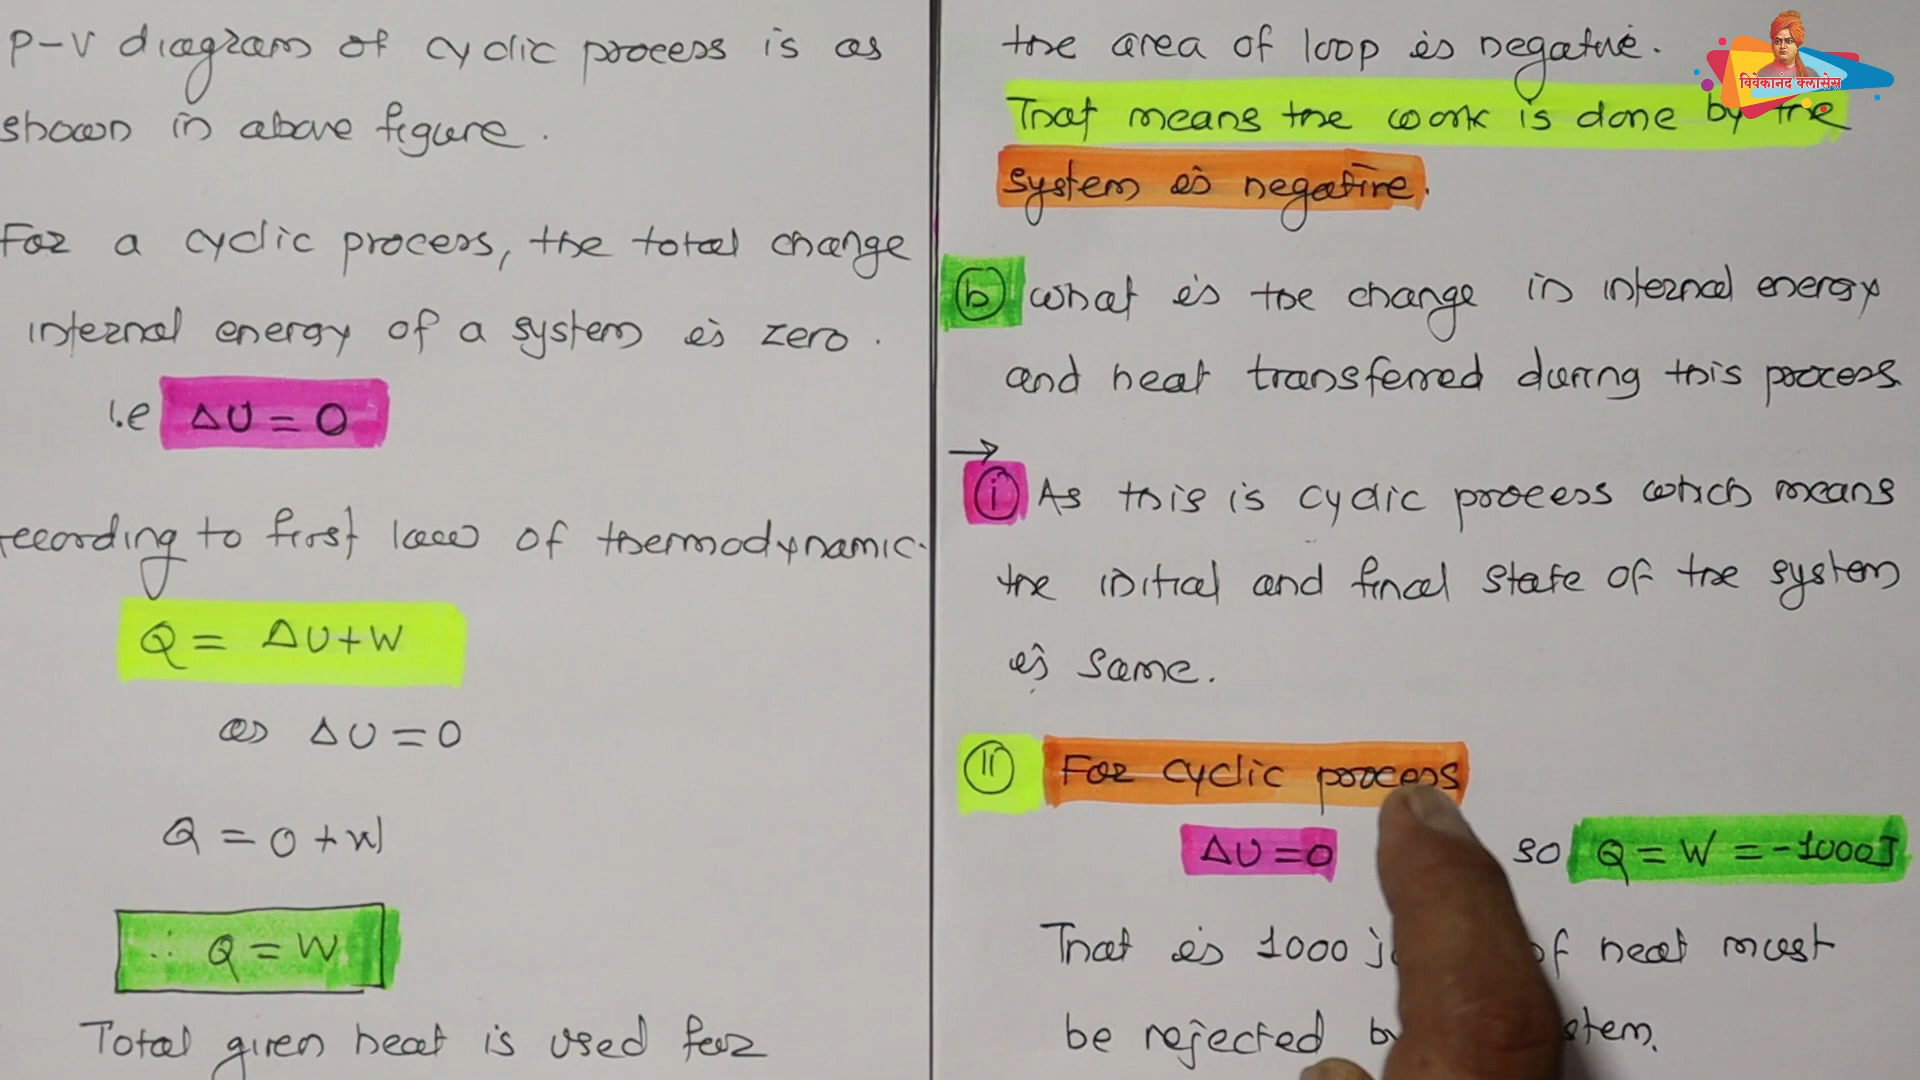 P-V diagram of cyclic process is as
shown in above figure.
For a cyclic process, the total change
internal energy of a system is zero.
i.e ΔU = 0
according to first law of thermodynamic.
Q = ΔU+W
as ΔU = 0
Q = 0 + W
∴ Q = W
Total given heat is used for
the area of loop is negative.
That means the work is done by the
system is negative.
(b) what is the change in internal energy
and heat transferred during this process
→
(i) As this is cyclic process which means
the initial and final state of the system
is same.
(ii) For cyclic process
ΔU = 0 so Q = W = -1000J
That is 1000 of heat must
be rejected
विवेकानंद क्लासेस